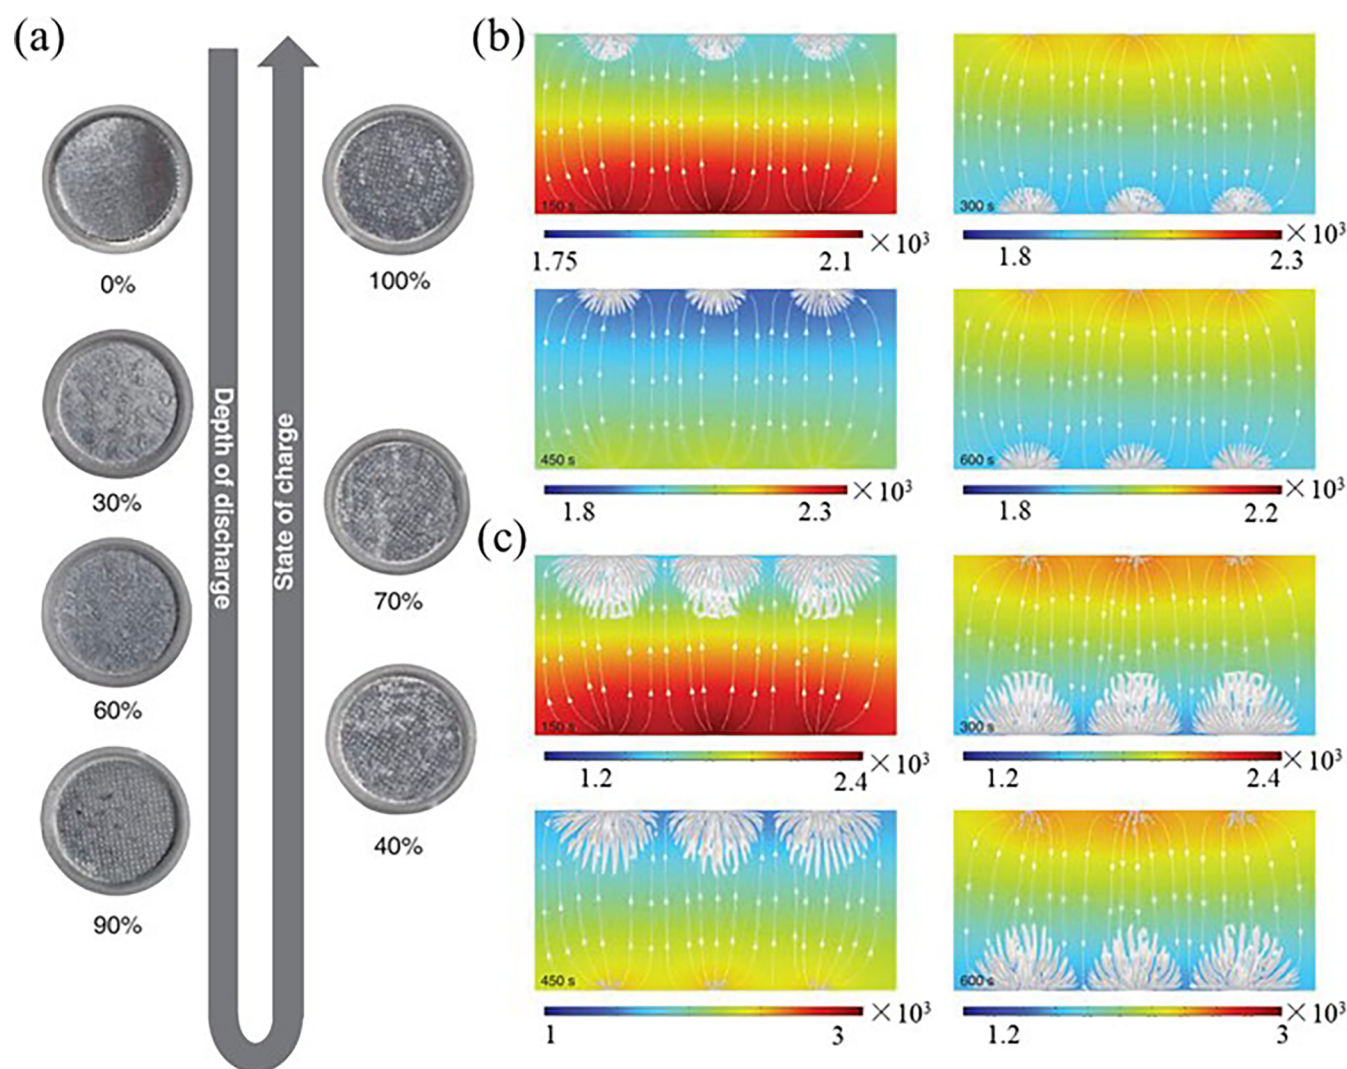 (a)
0%
30%
60%
90%
Depth of discharge
State of charge
100%
70%
40%
(b)
150 s
1.75 2.1 ×10³
300 s
1.8 2.3 ×10³
450 s
1.8 2.3 ×10³
600 s
1.8 2.2 ×10³
(c)
150 s
1.2 2.4 ×10³
300 s
1.2 2.4 ×10³
450 s
1 3 ×10³
600 s
1.2 3 ×10³